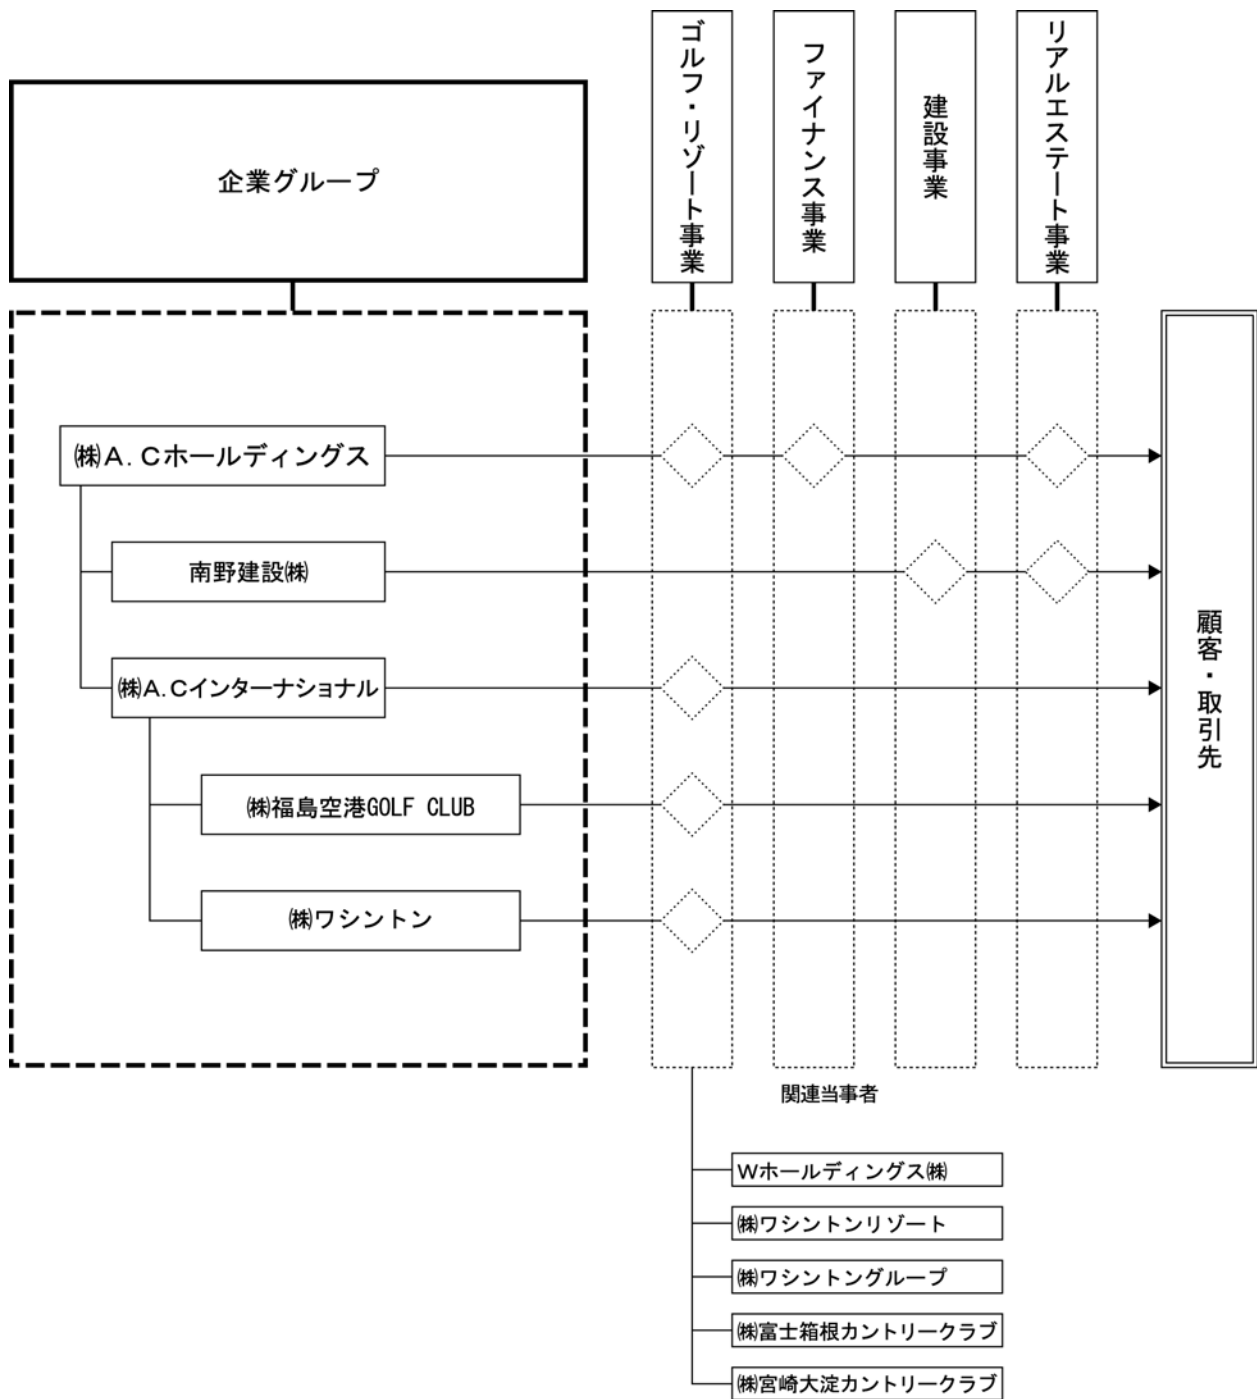 企業グループ
ゴルフ・リゾート事業
ファイナンス事業
建設事業
リアルエステート事業
㈱A.Cホールディングス
南野建設㈱
㈱A.Cインターナショナル
㈱福島空港GOLF CLUB
㈱ワシントン
顧客・取引先
関連当事者
Wホールディングス㈱
㈱ワシントンリゾート
㈱ワシントングループ
㈱富士箱根カントリークラブ
㈱宮崎大淀カントリークラブ